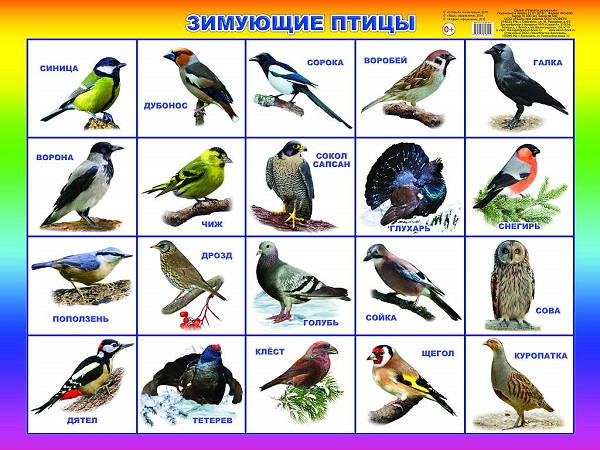 ЗИМУЮЩИЕ ПТИЦЫ
0+
СИНИЦА
ДУБОНОС
СОРОКА
ВОРОБЕЙ
ГАЛКА
ВОРОНА
ЧИЖ
СОКОЛ
САПСАН
ГЛУХАРЬ
СНЕГИРЬ
ПОПОЛЗЕНЬ
ДРОЗД
ГОЛУБЬ
СОЙКА
СОВА
ДЯТЕЛ
ТЕТЕРЕВ
КЛЁСТ
ЩЕГОЛ
КУРОПАТКА